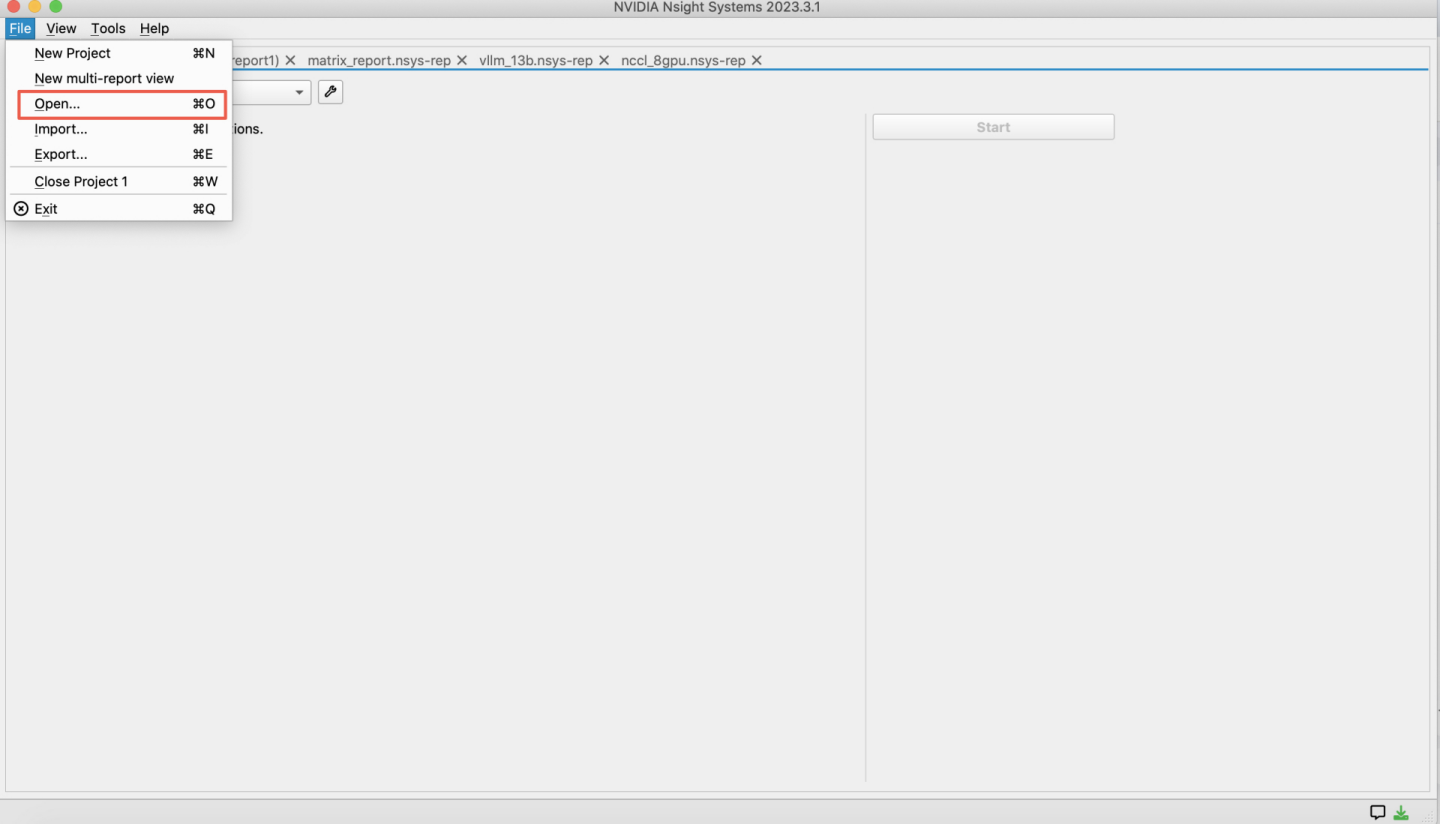 NVIDIA Nsight Systems 2023.3.1
File View Tools Help
New Project ⌘N
New multi-report view
Open... ⌘O
Import... ⌘I
Export... ⌘E
Close Project 1 ⌘W
Exit ⌘Q
report1) matrix_report.nsys-rep vllm_13b.nsys-rep nccl_8gpu.nsys-rep
ions.
Start